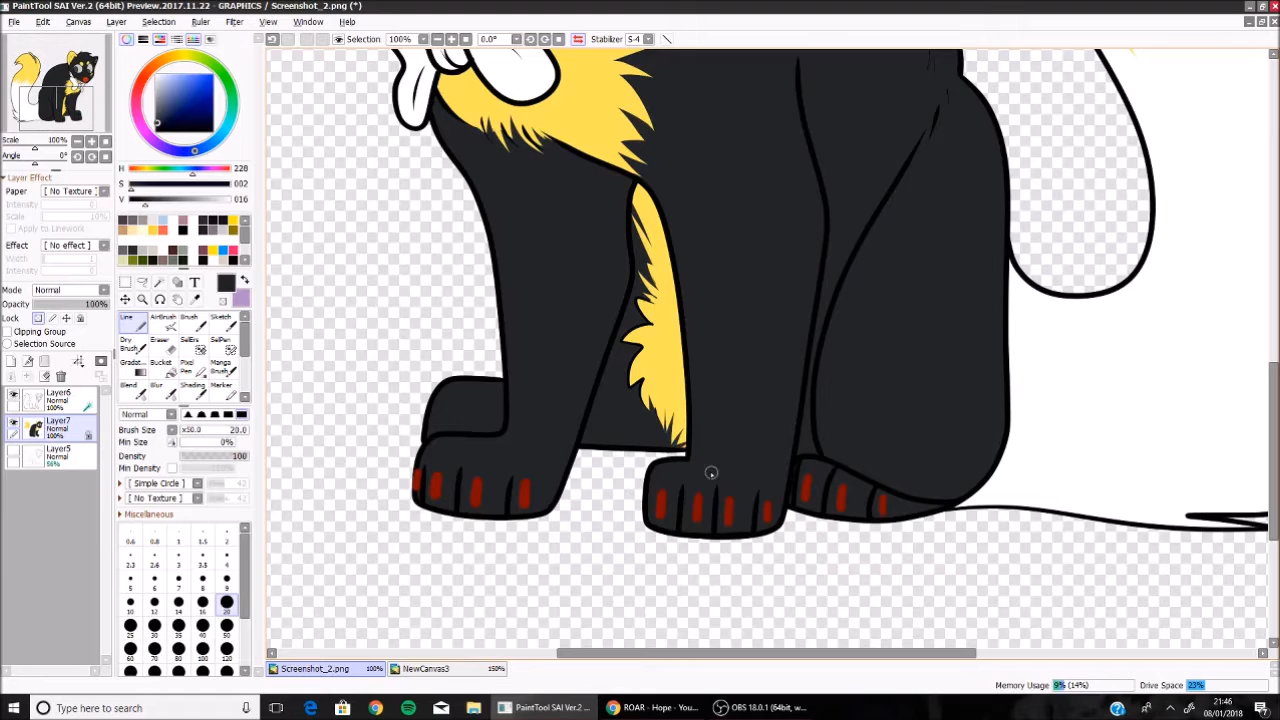 PaintTool SAI Ver.2 (64bit) Preview.2017.11.22 - GRAPHICS / Screenshot_2.png (*)
File Edit Canvas Layer Selection Ruler Filter View Window Help
Selection 100% 0.0° Stabilizer S-4
Scale 100%
Angle 0°
Layer Effect
Paper [ No Texture ]
Intensity 0
Scale 100%
Apply to Linework
Effect [ No effect ]
Width 1
Intensity 0
Mode Normal
Opacity 100%
Lock
Clipping Group
Selection Source
Layer6
Normal
100%
Layer7
Normal
100%
Layer5
Normal
56%
H 228
S 002
V 016
Line AirBrush Brush Sketch
Dry Brush Eraser SelErs SelPen
Gradat- Bucket Pixel Pen Manga Brush
Blend Blur Shading Marker
Normal
Brush Size x50.0 20.0
Min Size 0%
Density 100
Min Density
[ Simple Circle ]
[ No Texture ]
Miscellaneous
0.6 0.8 1 1.5 2
2.3 2.6 3 3.5 4
5 6 7 8 9
10 12 14 16 20
25 30 35 40 50
60 70 80 100 120
Screenshot_2.png 100% NewCanvas3 150%
Memory Usage 9% (14%) Drive Space 23%
Type here to search
PaintTool SAI Ver.2 ...
ROAR - Hope - You...
OBS 18.0.1 (64bit, w...
21:46
08/01/2018